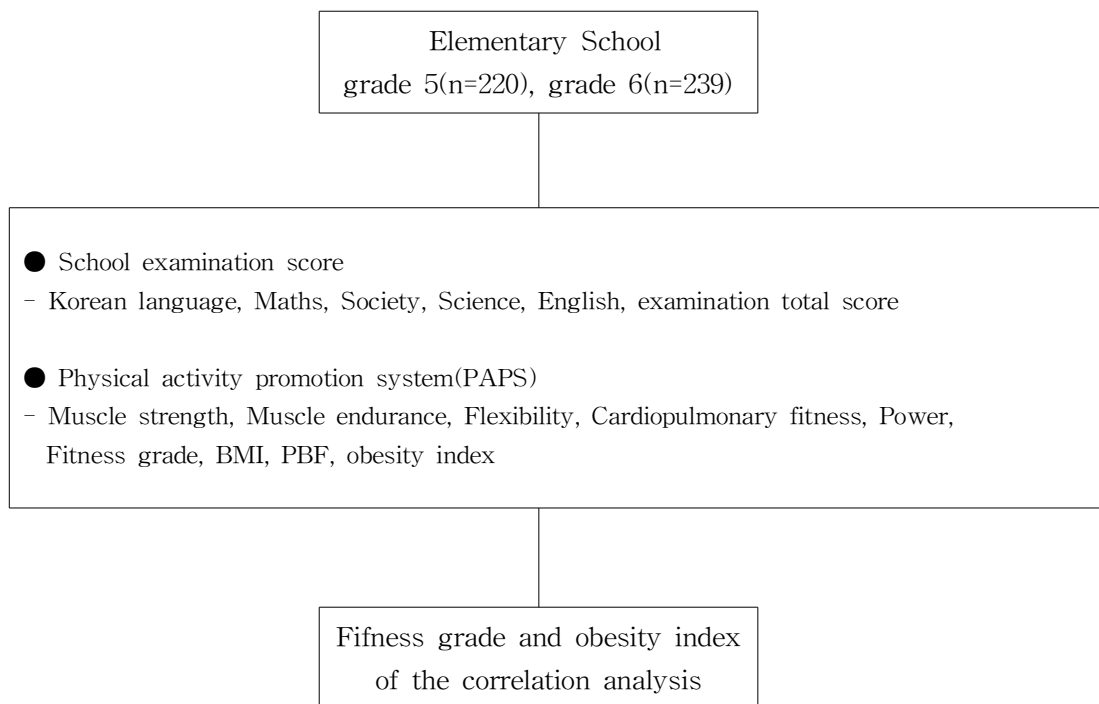 Elementary School
grade 5(n=220), grade 6(n=239)
● School examination score
- Korean language, Maths, Society, Science, English, examination total score
● Physical activity promotion system(PAPS)
- Muscle strength, Muscle endurance, Flexibility, Cardiopulmonary fitness, Power,
Fitness grade, BMI, PBF, obesity index
Fifness grade and obesity index
of the correlation analysis